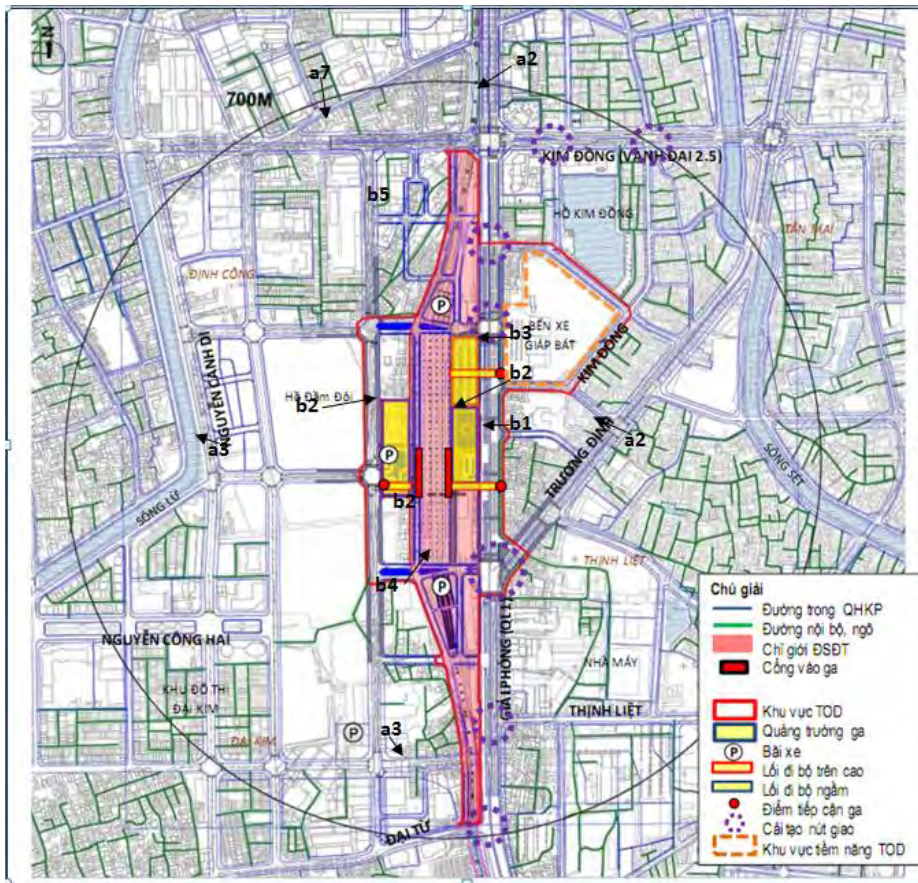 N
a7
a2
700M
KIM ĐỒNG (VÀNH ĐAI 2.5)
b5
HỒ KIM ĐỒNG
TÂN MAI
ĐỊNH CÔNG
P
BẾN XE
GIÁP BÁT
b3
KIM ĐỒNG
b2
Hồ Đầm Đỗi
b2
b1
a2
NGUYỄN CẢNH DỊ
a3
TRƯƠNG ĐỊNH
P
SÔNG LỪ
b2
SÔNG SÉT
THỊNH LIỆT
b4
P
GIẢI PHÓNG (QL1)
NGUYỄN CÔNG HAI
NHÀ MÁY
KHU ĐÔ THỊ
ĐẠI KIM
THỊNH LIỆT
ĐẠI KIM
P
a3
ĐẠI TỪ
Chú giải
Đường trong QHKP
Đường nội bộ, ngõ
Chỉ giới ĐSĐT
Cổng vào ga
Khu vực TOD
Quảng trường ga
P Bãi xe
Lối đi bộ trên cao
Lối đi bộ ngầm
Điểm tiếp cận ga
Cải tạo nút giao
Khu vực tiềm năng TOD